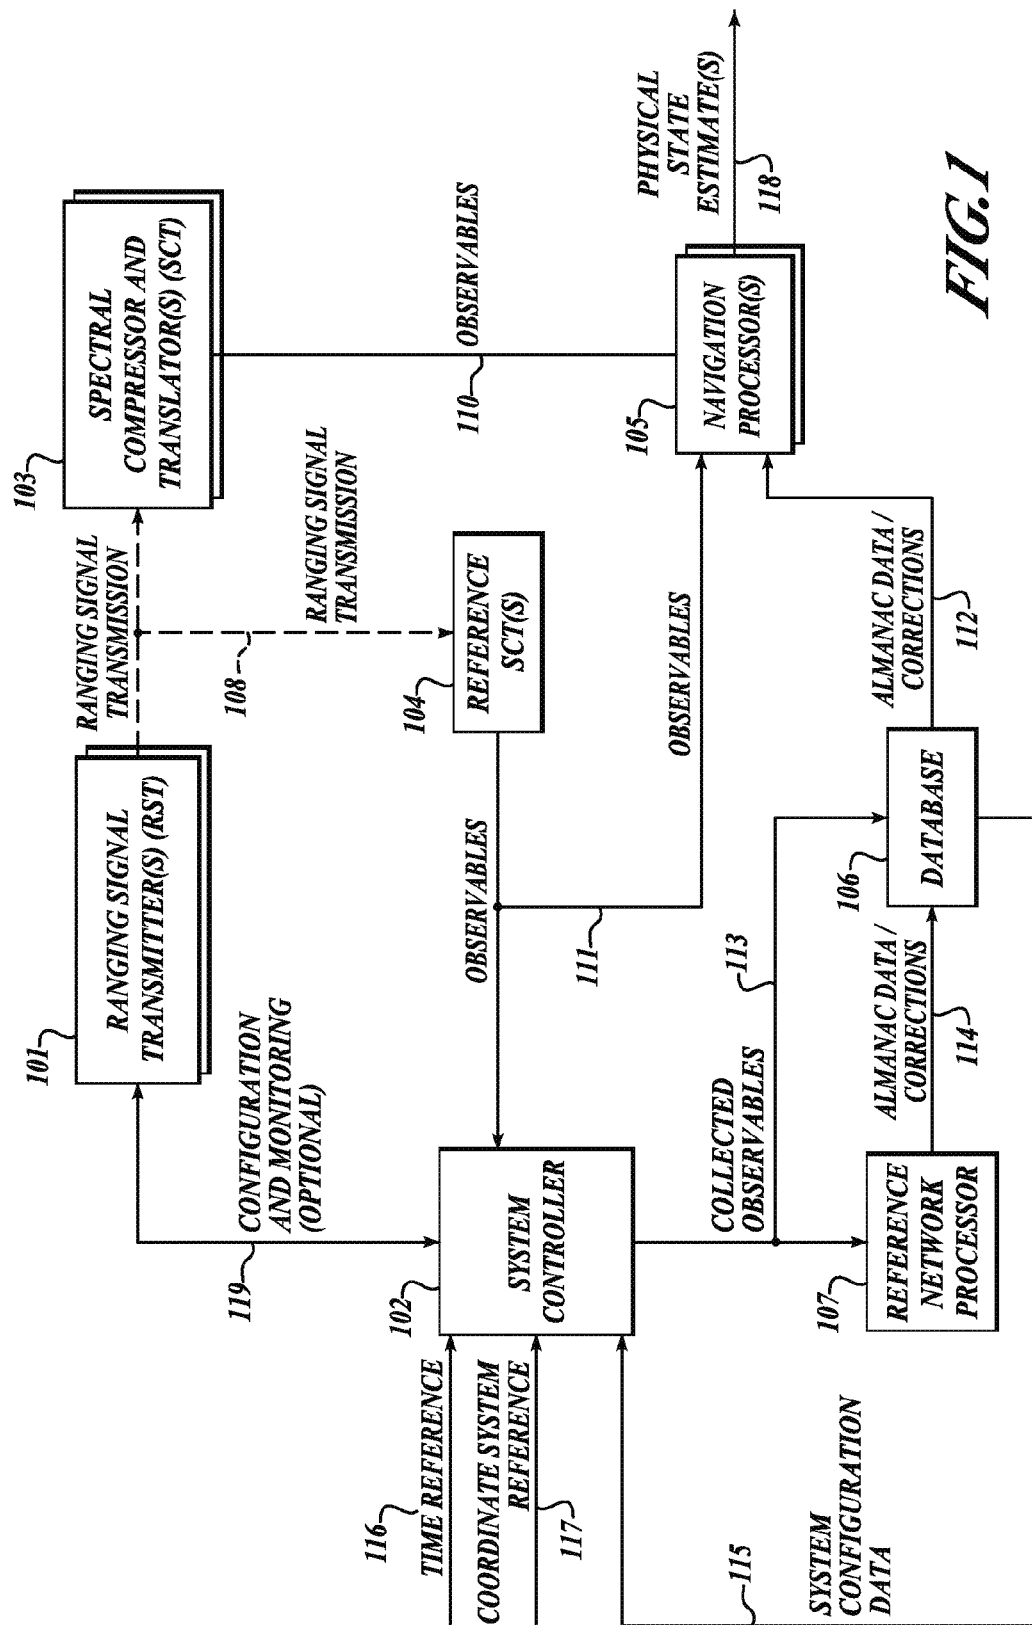 101
RANGING SIGNAL
TRANSMITTER(S) (RST)
RANGING SIGNAL
TRANSMISSION
103
SPECTRAL
COMPRESSOR AND
TRANSLATOR(S) (SCT)
119
CONFIGURATION
AND MONITORING
(OPTIONAL)
108
RANGING SIGNAL
TRANSMISSION
116
TIME REFERENCE
COORDINATE SYSTEM
REFERENCE
117
102
SYSTEM
CONTROLLER
OBSERVABLES
104
REFERENCE
SCT(S)
111
OBSERVABLES
110
OBSERVABLES
105
NAVIGATION
PROCESSOR(S)
PHYSICAL
STATE
ESTIMATE(S)
118
COLLECTED
OBSERVABLES
113
115
SYSTEM
CONFIGURATION
DATA
107
REFERENCE
NETWORK
PROCESSOR
ALMANAC DATA /
CORRECTIONS
114
106
DATABASE
ALMANAC DATA /
CORRECTIONS
112
FIG.1